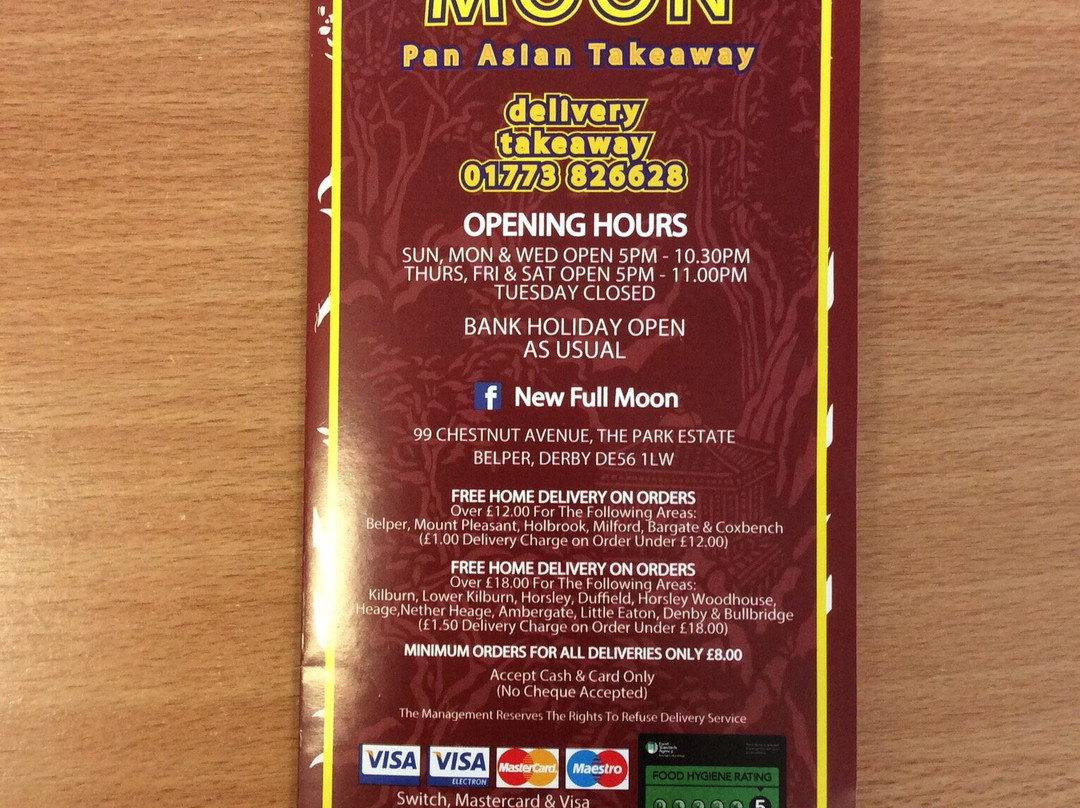 MOON
Pan Asian Takeaway
delivery
takeaway
01773 826628
OPENING HOURS
SUN, MON & WED OPEN 5PM - 10.30PM
THURS, FRI & SAT OPEN 5PM - 11.00PM
TUESDAY CLOSED
BANK HOLIDAY OPEN
AS USUAL
f New Full Moon
99 CHESTNUT AVENUE, THE PARK ESTATE
BELPER, DERBY DE56 1LW
FREE HOME DELIVERY ON ORDERS
Over £12.00 For The Following Areas:
Belper, Mount Pleasant, Holbrook, Milford, Bargate & Coxbench
(£1.00 Delivery Charge on Order Under £12.00)
FREE HOME DELIVERY ON ORDERS
Over £18.00 For The Following Areas:
Kilburn, Lower Kilburn, Horsley, Duffield, Horsley Woodhouse,
Heage,Nether Heage, Ambergate, Little Eaton, Denby & Bullbridge
(£1.50 Delivery Charge on Order Under £18.00)
MINIMUM ORDERS FOR ALL DELIVERIES ONLY £8.00
Accept Cash & Card Only
(No Cheque Accepted)
The Management Reserves The Rights To Refuse Delivery Service
VISA VISA ELECTRON MasterCard Maestro
Food Standards Agency
FOOD HYGIENE RATING
5
Switch, Mastercard & Visa